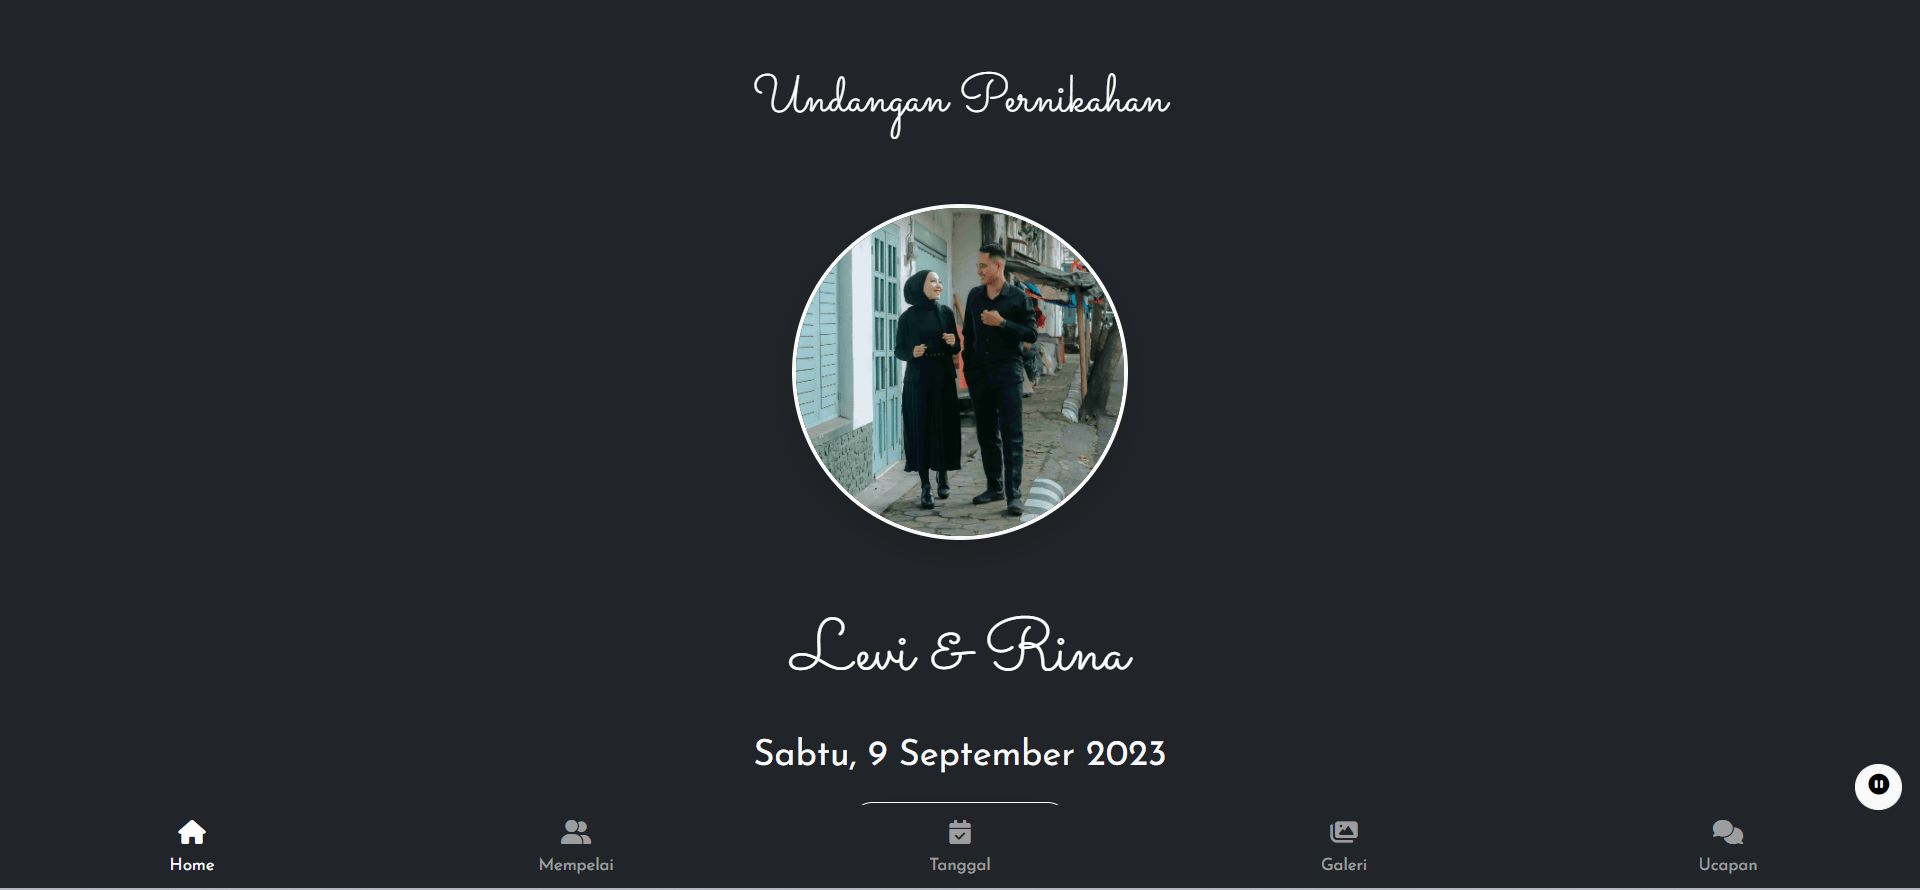 Undangan Pernikahan
Levi & Rina
Sabtu, 9 September 2023
Home
Mempelai
Tanggal
Galeri
Ucapan